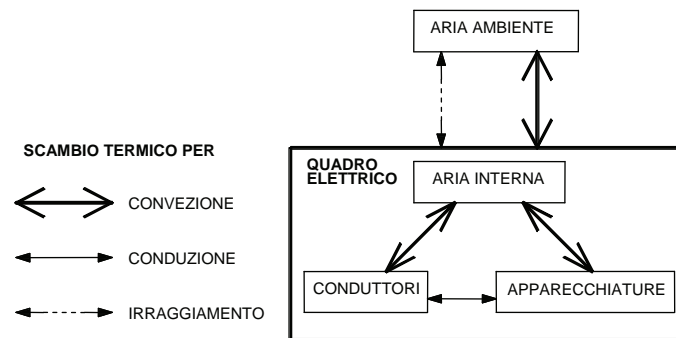 ARIA AMBIENTE
SCAMBIO TERMICO PER
CONVEZIONE
CONDUZIONE
IRRAGGIAMENTO
QUADRO
ELETTRICO
ARIA INTERNA
CONDUTTORI
APPARECCHIATURE